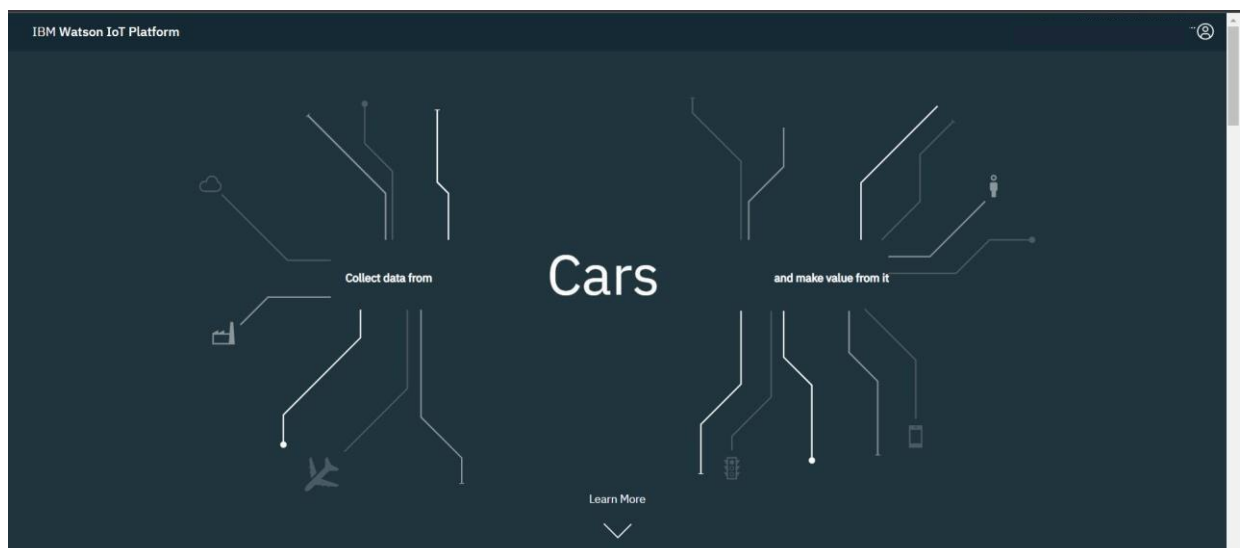 IBM Watson IoT Platform
Collect data from
Cars
and make value from it
Learn More